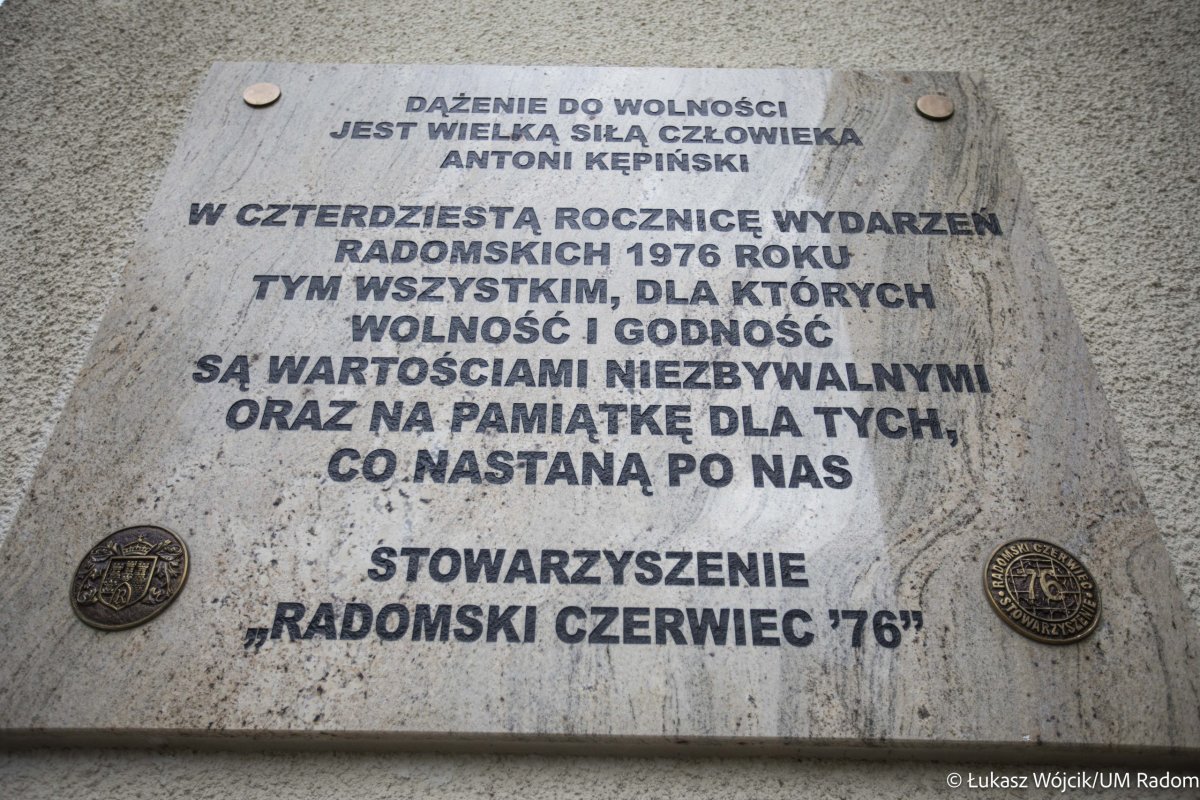 DĄŻENIE DO WOLNOŚCI
JEST WIELKĄ SIŁĄ CZŁOWIEKA
ANTONI KĘPIŃSKI
W CZTERDZIESTĄ ROCZNICĘ WYDARZEŃ
RADOMSKICH 1976 ROKU
TYM WSZYSTKIM, DLA KTÓRYCH
WOLNOŚĆ I GODNOŚĆ
SĄ WARTOŚCIAMI NIEZBYWALNYMI
ORAZ NA PAMIĄTKĘ DLA TYCH,
CO NASTANĄ PO NAS
STOWARZYSZENIE
„RADOMSKI CZERWIEC ’76”
R
RADOMSKI CZERWIEC
76
STOWARZYSZENIE
© Łukasz Wójcik/UM Radom